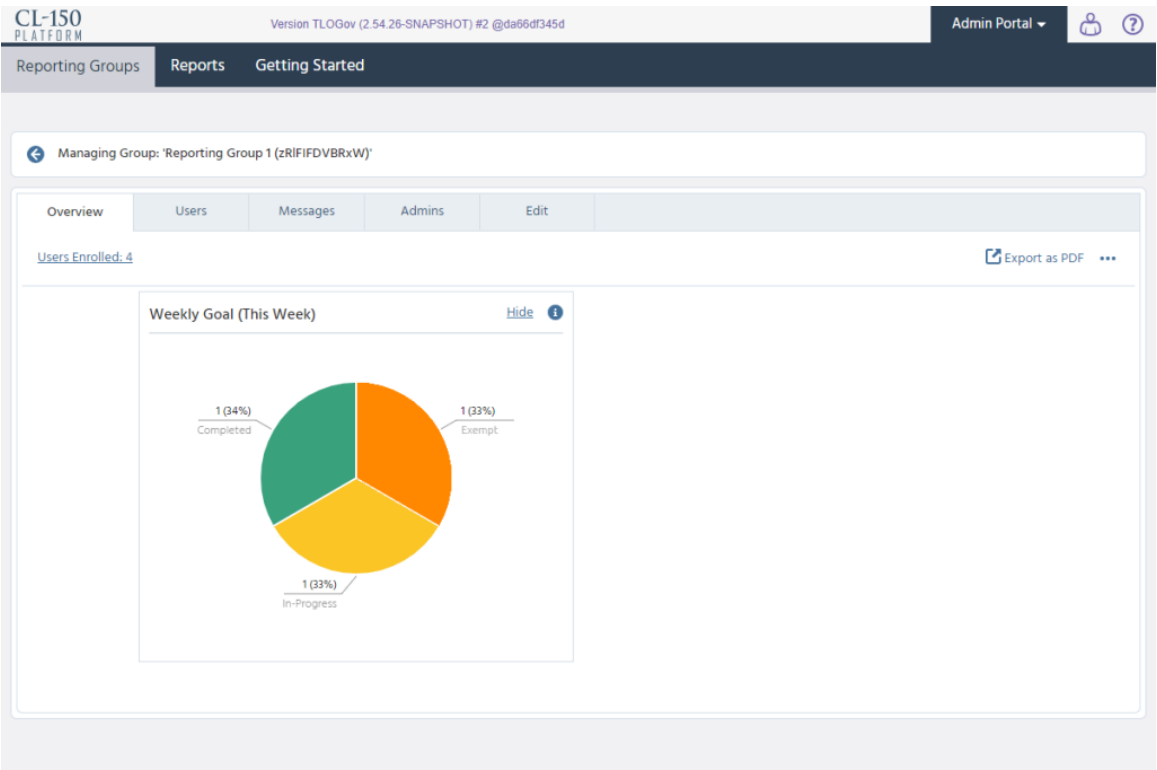 CL-150
PLATFORM
Version TLOGov (2.54.26-SNAPSHOT) #2 @da66df345d
Admin Portal
Reporting Groups Reports Getting Started
Managing Group: 'Reporting Group 1 (zRlFIFDVBRxW)'
Overview Users Messages Admins Edit
Users Enrolled: 4 Export as PDF
Weekly Goal (This Week) Hide
1 (34%)
Completed
1 (33%)
Exempt
1 (33%)
In-Progress